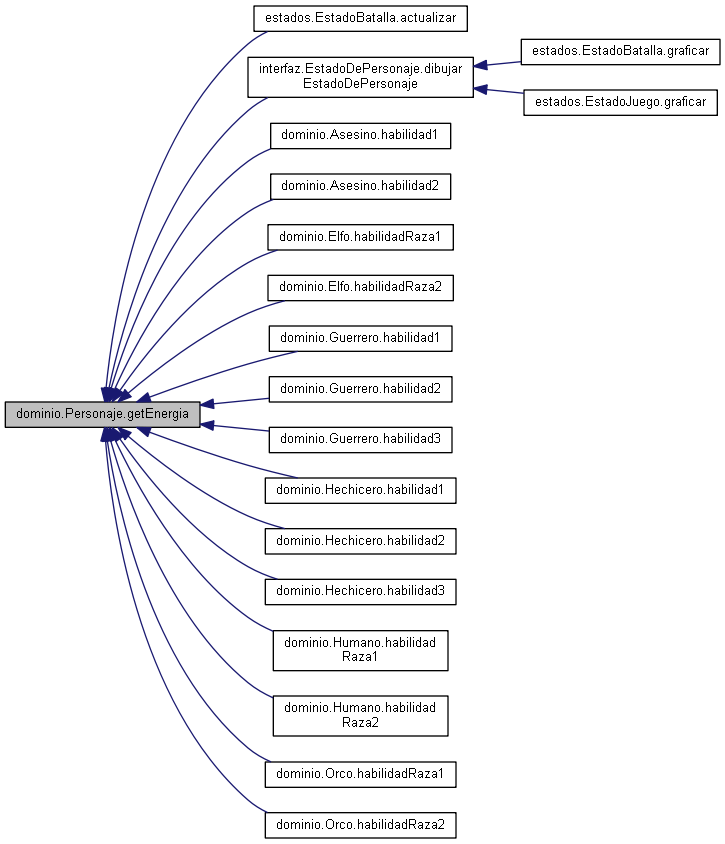 estados.EstadoBatalla.actualizar
interfaz.EstadoDePersonaje.dibujar
EstadoDePersonaje
estados.EstadoBatalla.graficar
estados.EstadoJuego.graficar
dominio.Asesino.habilidad1
dominio.Asesino.habilidad2
dominio.Elfo.habilidadRaza1
dominio.Elfo.habilidadRaza2
dominio.Guerrero.habilidad1
dominio.Guerrero.habilidad2
dominio.Personaje.getEnergia
dominio.Guerrero.habilidad3
dominio.Hechicero.habilidad1
dominio.Hechicero.habilidad2
dominio.Hechicero.habilidad3
dominio.Humano.habilidad
Raza1
dominio.Humano.habilidad
Raza2
dominio.Orco.habilidadRaza1
dominio.Orco.habilidadRaza2